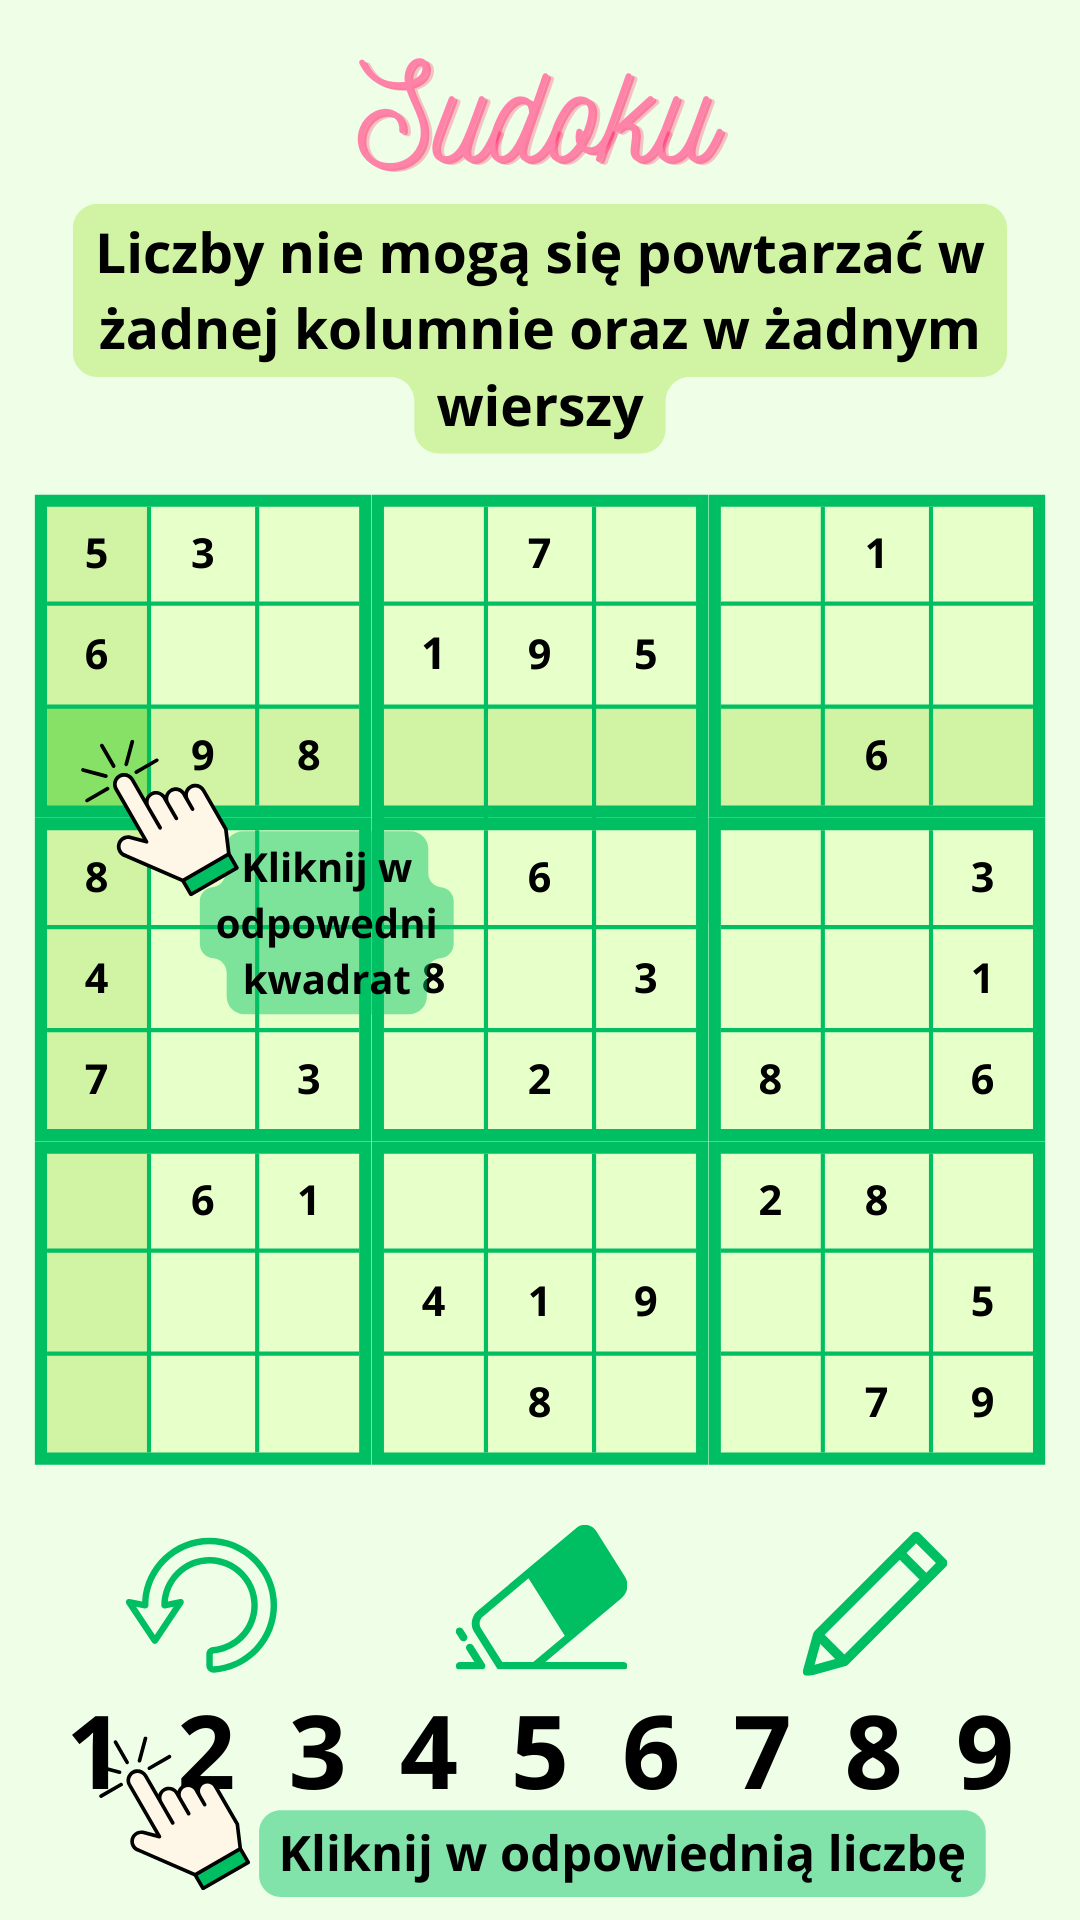 Sudoku
Liczby nie mogą się powtarzać w
żadnej kolumnie oraz w żadnym
wierszy
5 3 7 1
6 1 9 5
9 8 6
8 6 3
4 8 3 1
7 3 2 8 6
6 1 2 8
4 1 9 5
8 7 9
Kliknij w
odpowedni
kwadrat
1 2 3 4 5 6 7 8 9
Kliknij w odpowiednią liczbę